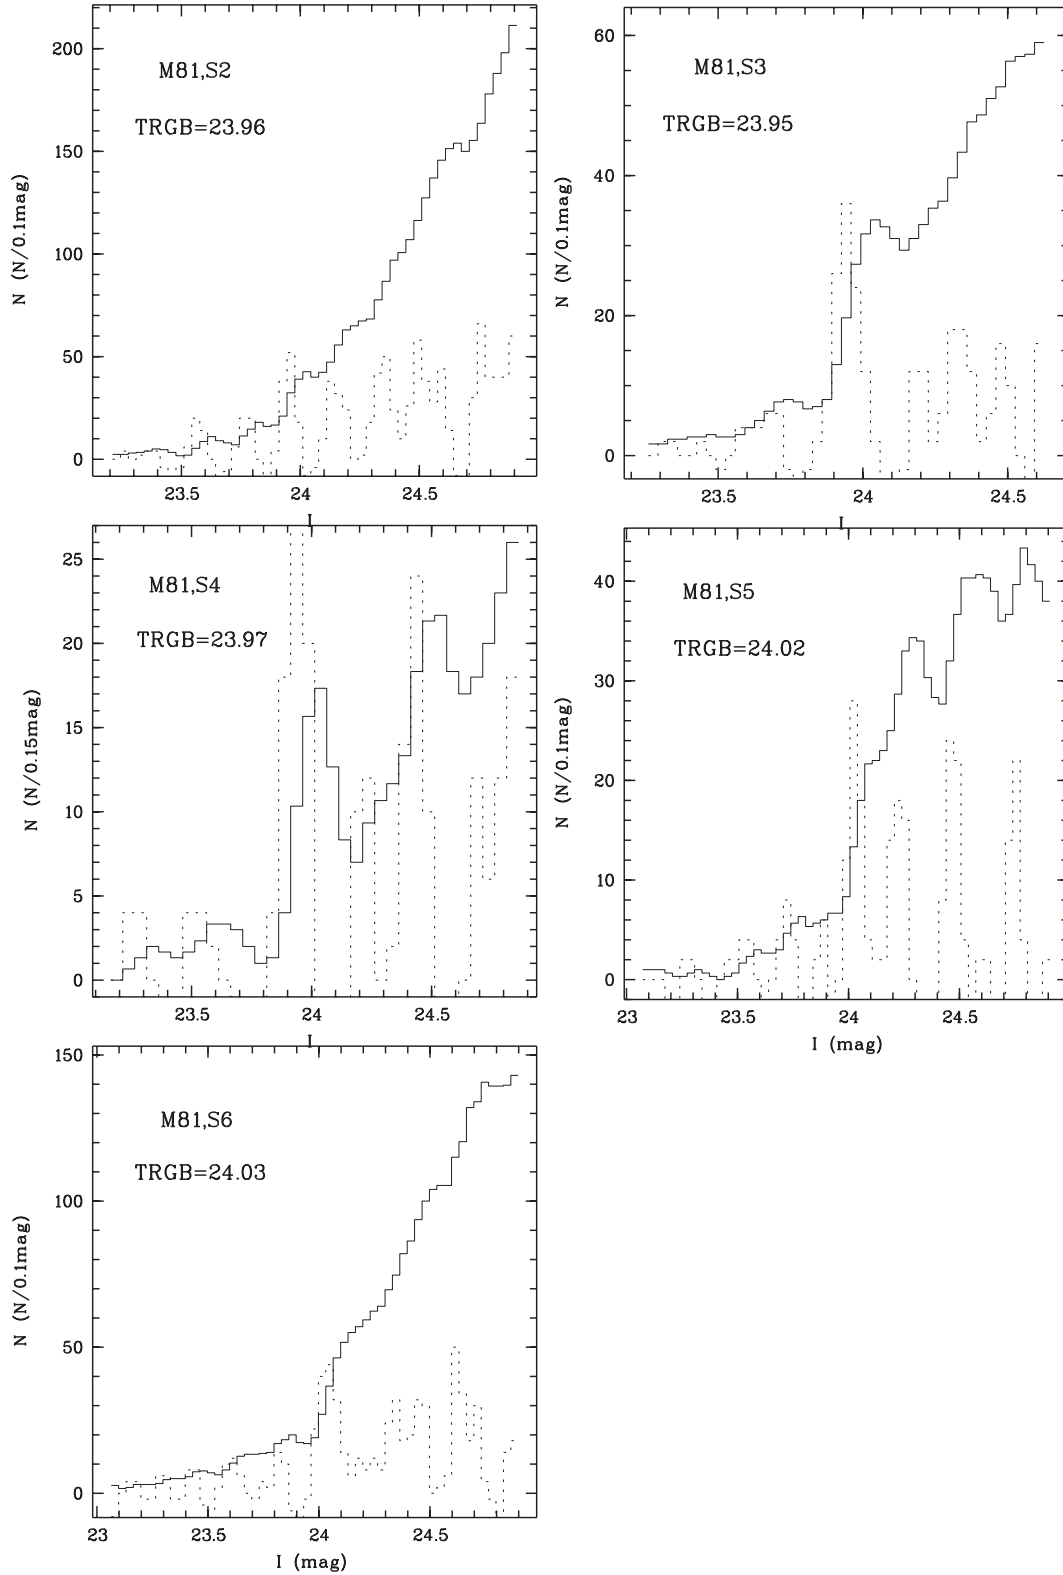 M81,S2
TRGB=23.96
N (N/0.1mag)
200
150
100
50
0
23.5 24 24.5
I
M81,S3
TRGB=23.95
N (N/0.1mag)
60
40
20
0
23.5 24 24.5
I
M81,S4
TRGB=23.97
N (N/0.15mag)
25
20
15
10
5
0
23.5 24 24.5
I
M81,S5
TRGB=24.02
N (N/0.1mag)
40
30
20
10
0
23 23.5 24 24.5
I (mag)
M81,S6
TRGB=24.03
N (N/0.1mag)
150
100
50
0
23 23.5 24 24.5
I (mag)